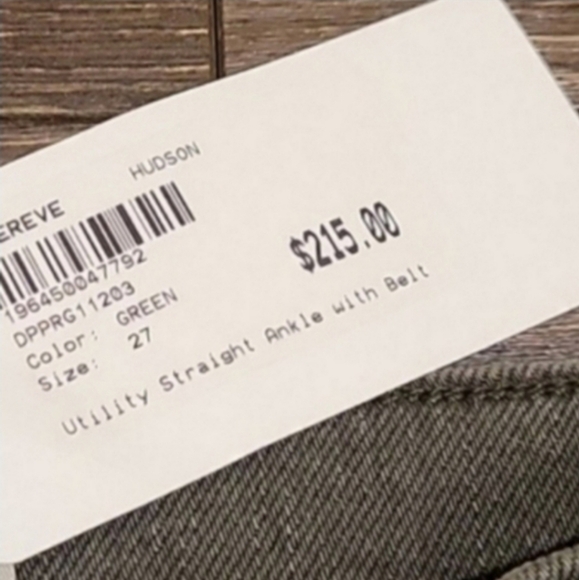 EREVE HUDSON
196450047792
DPPRG11203
Color: GREEN
Size: 27
$215.00
Utility Straight Ankle with Belt